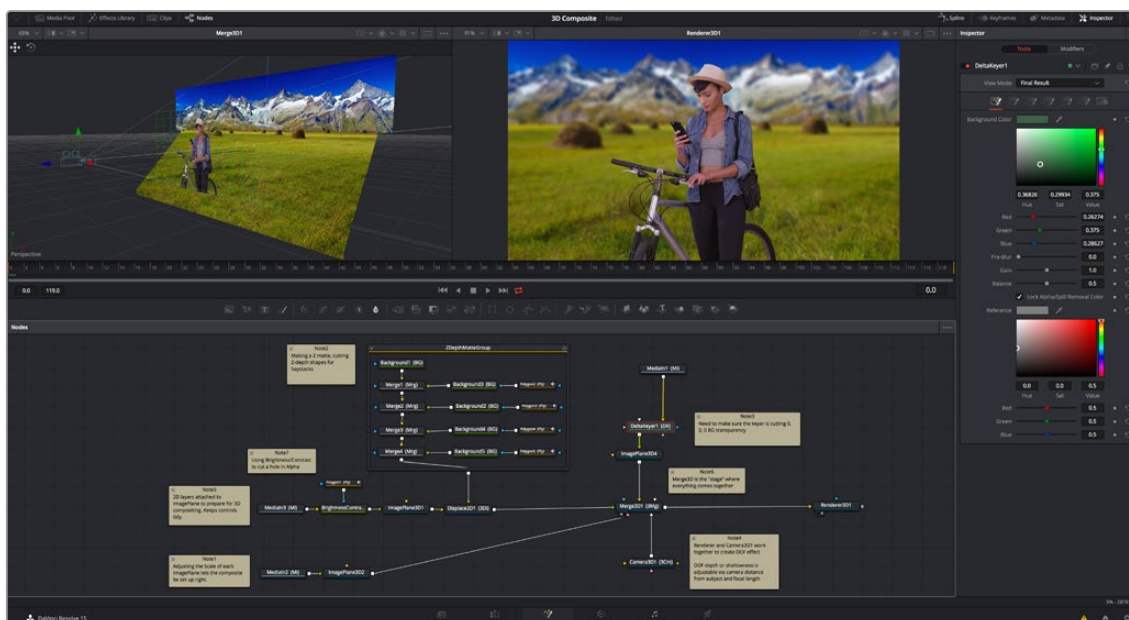 Media Pool
Effects Library
Clips
Nodes
3D Composite
Edited
Spline
Keyframes
Metadata
Inspector
69%
Merge3D1
91%
Renderer3D1
Inspector
Tools
Modifiers
DeltaKeyer1
View Mode
Final Result
Background Color
0.36826
0.29934
0.375
Hue
Sat
Value
Red
0.26274
Green
0.375
Blue
0.28627
Pre-Blur
0.0
Gain
1.0
Balance
0.5
Lock Alpha/Spill Removal Color
Reference
0.0
0.0
0.5
Hue
Sat
Value
Red
0.5
Green
0.5
Blue
0.5
Perspective
0.0
119.0
0.0
Nodes
Note2
Making a Z matte, cutting
Z-depth shapes for
haystacks
ZDepthMatteGroup
Background1 (BG)
Merge1 (Mrg)
Background3 (BG)
Merge2 (Mrg)
Background2 (BG)
Merge3 (Mrg)
Background4 (BG)
Merge4 (Mrg)
Background5 (BG)
MediaIn1 (MI)
DeltaKeyer1 (DK)
Note3
Need to make sure the keyer is cutting 0,
0, 0 BG transparency
ImagePlane3D4
Note7
Using Brightness/Contrast
to cut a hole in Alpha
Note6
Merge3D is the "stage" where
everything comes together
Note5
2D layers attached to
ImagePlane to prepare for 3D
compositing. Keeps controls
tidy.
MediaIn3 (MI)
BrightnessContra...
ImagePlane3D1
Displace3D1 (3Di)
Merge3D1 (3Mg)
Renderer3D1
Note1
Adjusting the Scale of each
ImagePlane lets the composite
be set up right.
MediaIn2 (MI)
ImagePlane3D2
Camera3D1 (3Cm)
Note4
Renderer and Camera3D1 work
together to create DOF effect
DOF depth or shallowness is
adjustable via camera distance
from subject and focal length
DaVinci Resolve 15